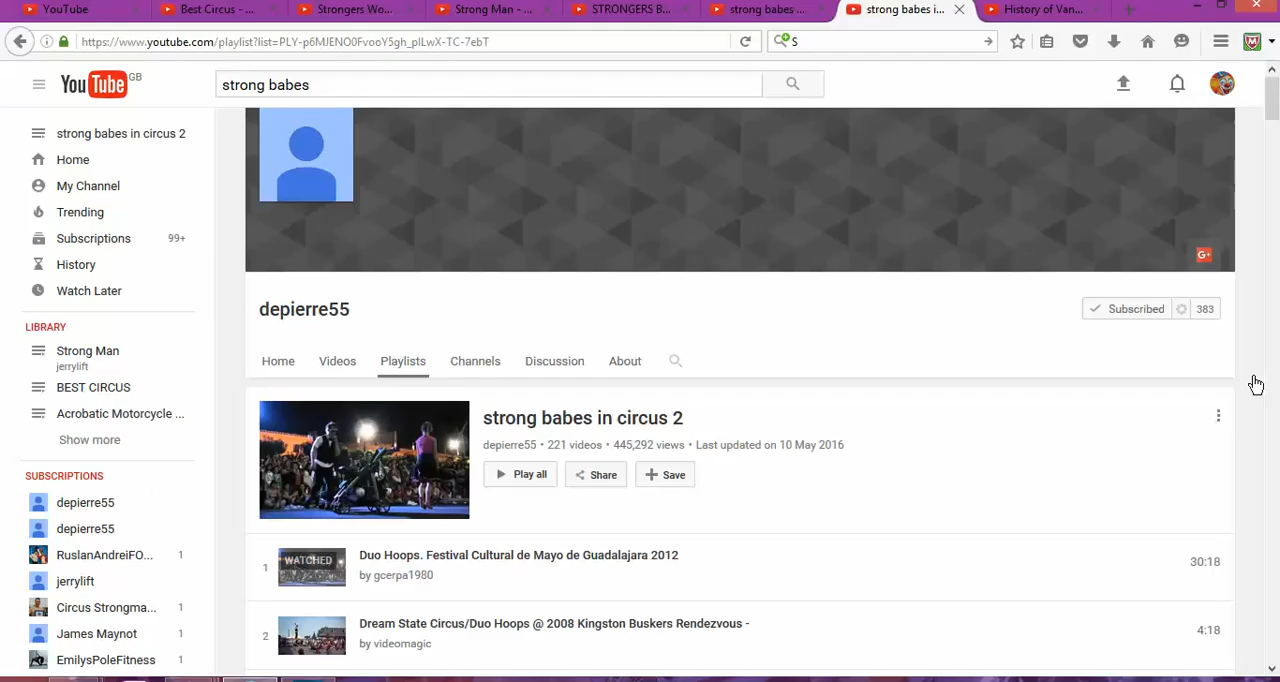 YouTube
Best Circus - ...
Strongers Wo...
Strong Man - ...
STRONGERS B...
strong babes ...
strong babes i...
History of Van...
https://www.youtube.com/playlist?list=PLY-p6MJENO0FvooY5gh_pILwX-TC-7ebT
S
YouTube GB
strong babes
strong babes in circus 2
Home
My Channel
Trending
Subscriptions 99+
History
Watch Later
LIBRARY
Strong Man
jerrylift
BEST CIRCUS
Acrobatic Motorcycle ...
Show more
SUBSCRIPTIONS
depierre55
depierre55
RuslanAndreiFO... 1
jerrylift
Circus Strongma... 1
James Maynot 1
EmilysPoleFitness 1
G+
depierre55
Subscribed 383
Home Videos Playlists Channels Discussion About
strong babes in circus 2
depierre55 • 221 videos • 445,292 views • Last updated on 10 May 2016
Play all Share Save
1 WATCHED Duo Hoops. Festival Cultural de Mayo de Guadalajara 2012 30:18
by gcerpa1980
2 Dream State Circus/Duo Hoops @ 2008 Kingston Buskers Rendezvous - 4:18
by videomagic